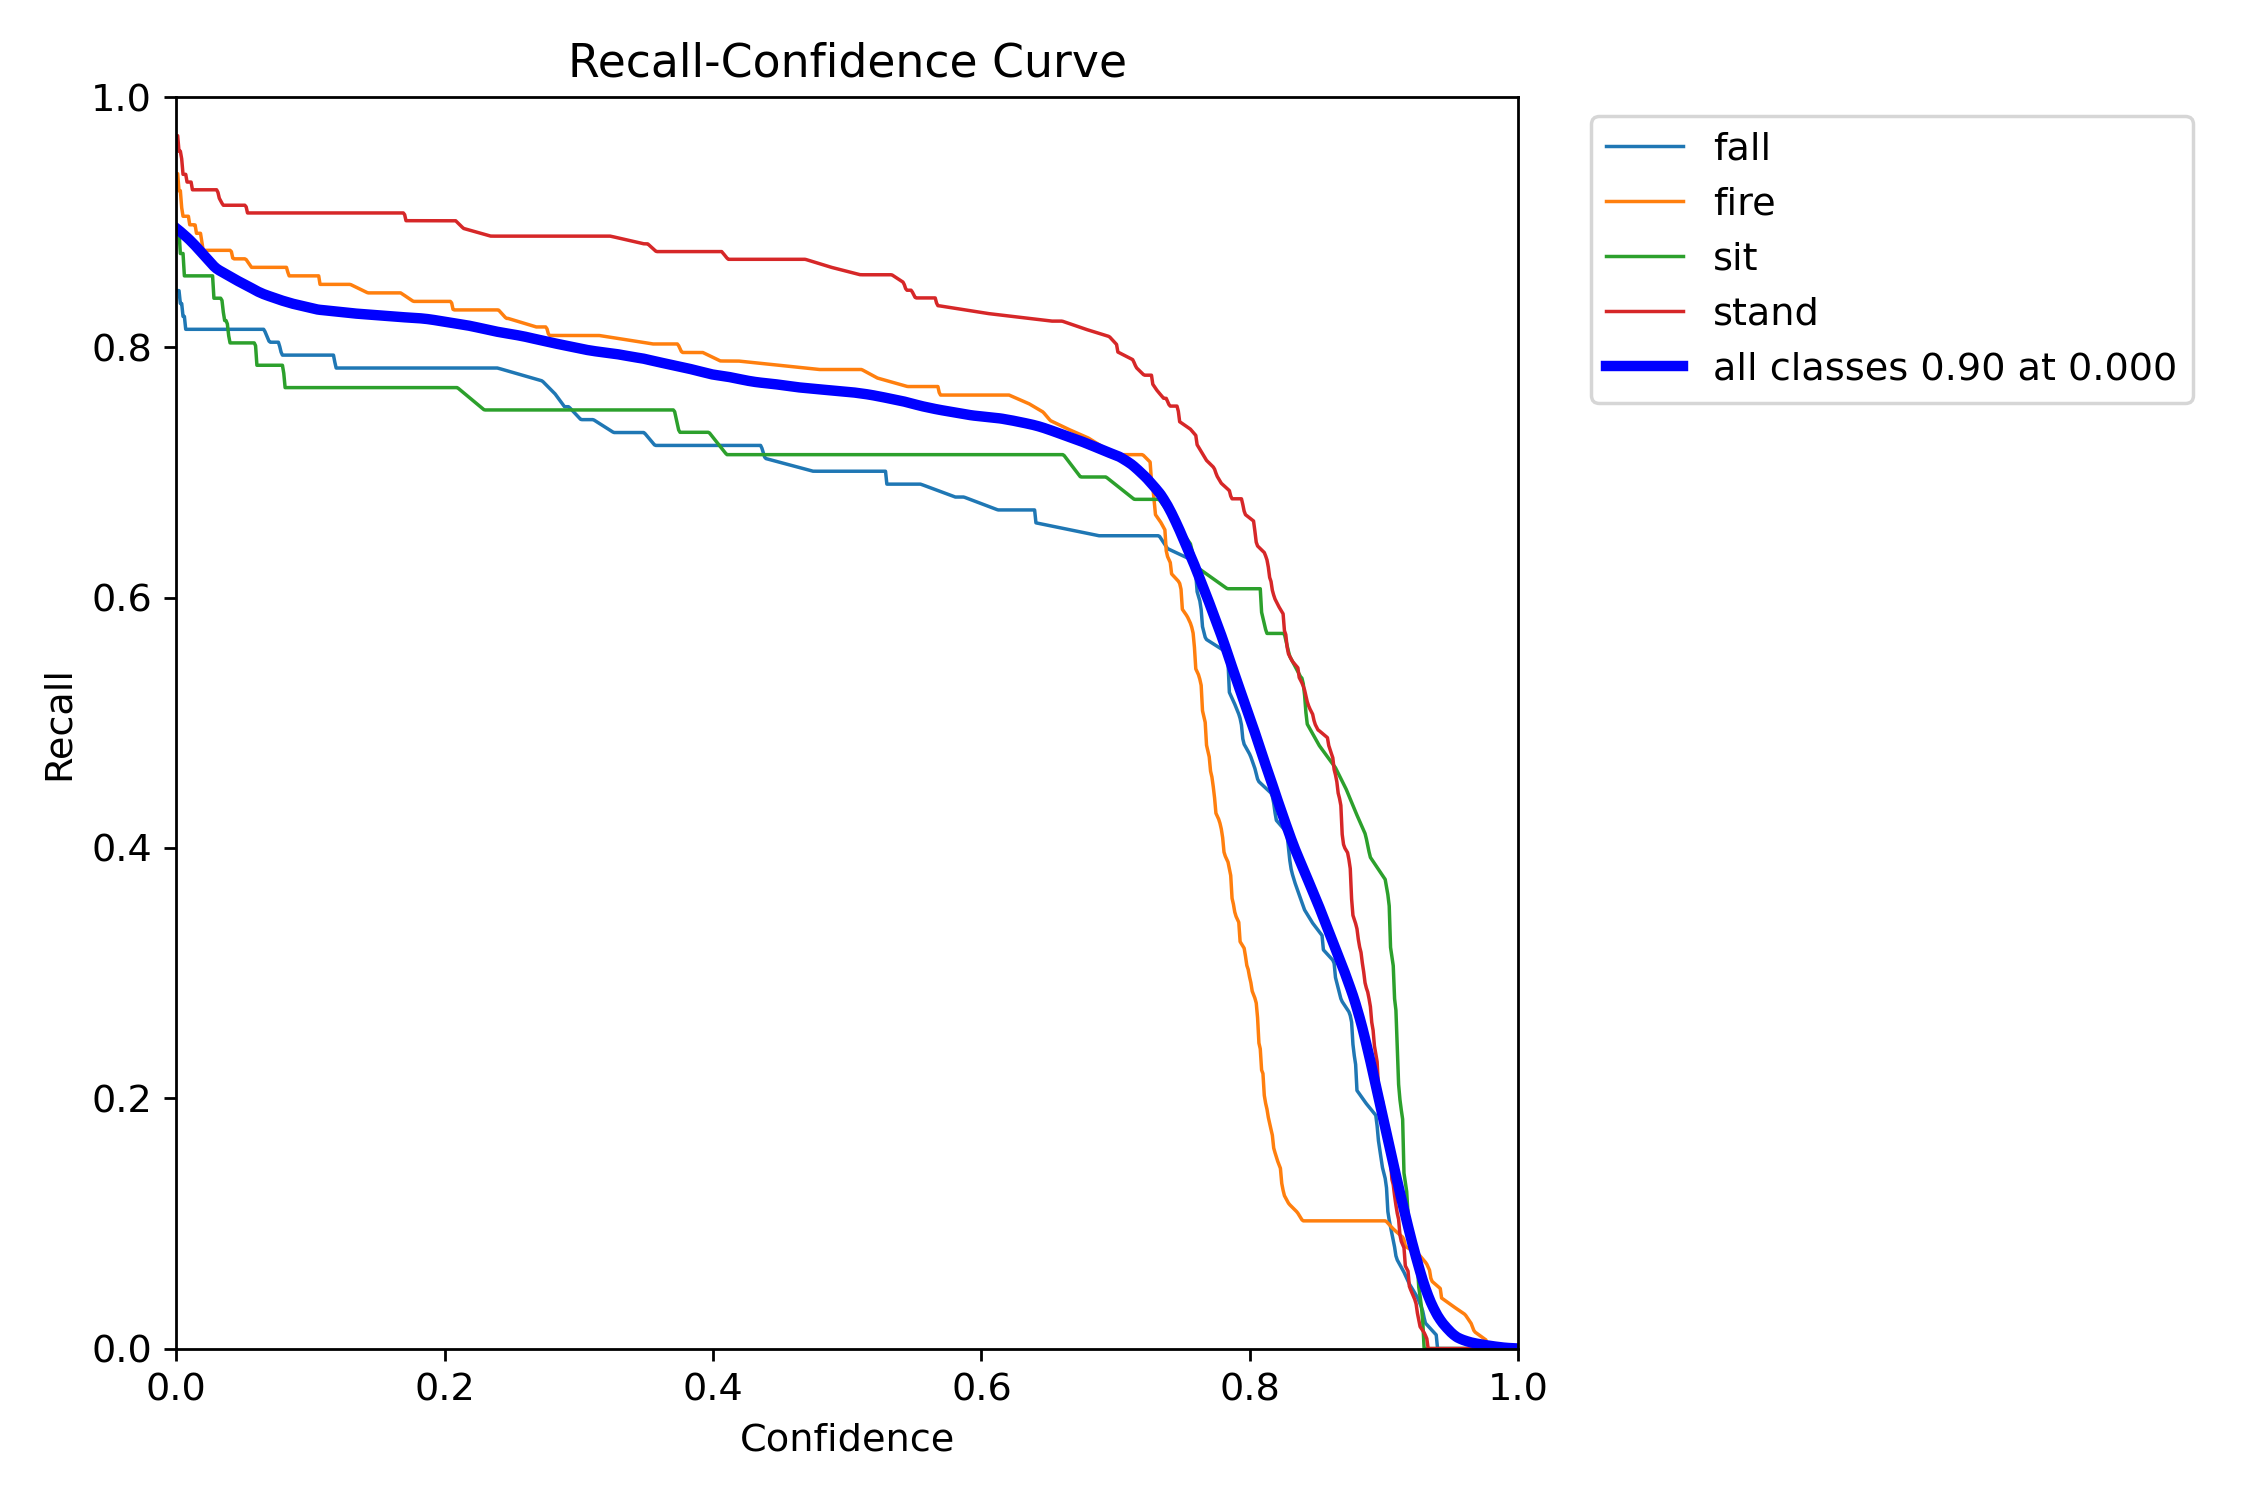 Recall-Confidence Curve
1.0
0.8
0.6
0.4
0.2
0.0
Recall
0.0 0.2 0.4 0.6 0.8 1.0
Confidence
fall
fire
sit
stand
all classes 0.90 at 0.000